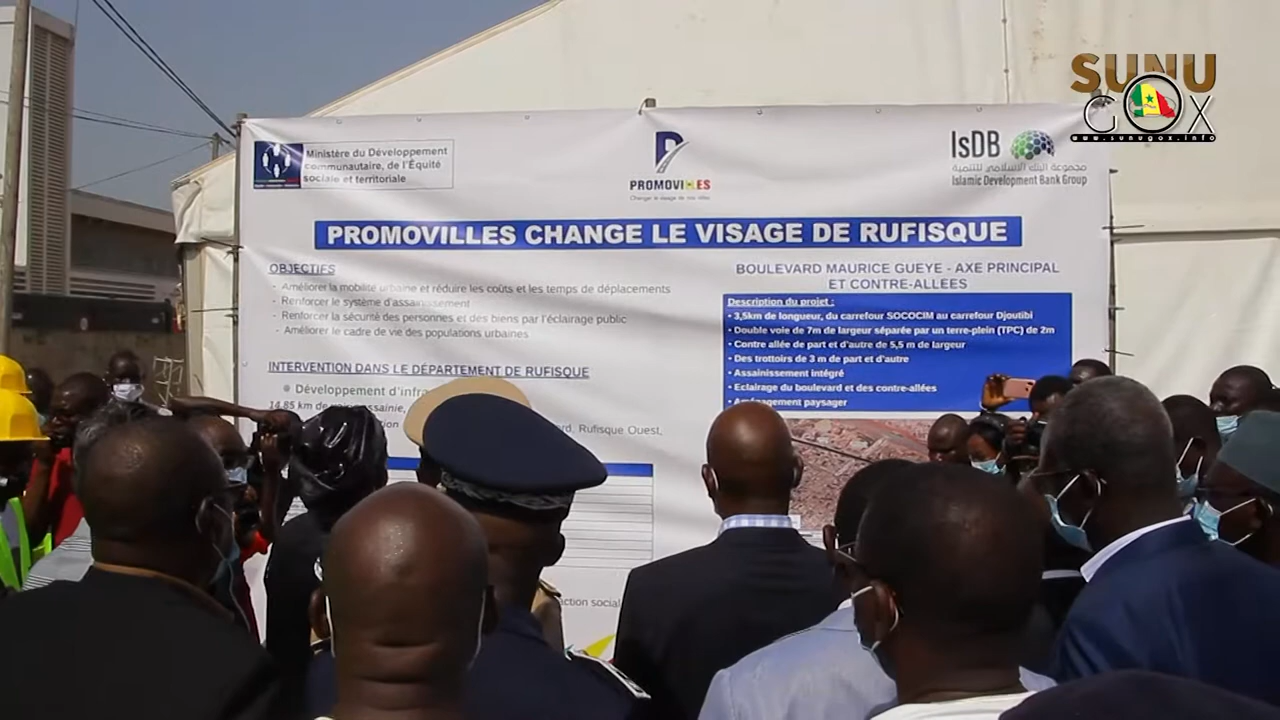 SUNU
GOX
www.sunugox.info
Ministère du Développement
communautaire, de l'Équité
sociale et territoriale
PROMOVILLES
Changer le visage de nos villes
IsDB
مجموعة البنك الإسلامي للتنمية
Islamic Development Bank Group
PROMOVILLES CHANGE LE VISAGE DE RUFISQUE
OBJECTIFS
- Améliorer la mobilité urbaine et réduire les coûts et les temps de déplacements
- Renforcer le système d'assainissement
- Renforcer la sécurité des personnes et des biens par l'éclairage public
- Améliorer le cadre de vie des populations urbaines
INTERVENTION DANS LE DÉPARTEMENT DE RUFISQUE
Développement d'infra
14,85 km de
Rufisque Ouest,
action social
BOULEVARD MAURICE GUEYE - AXE PRINCIPAL
ET CONTRE-ALLEES
Description du projet :
• 3,5km de longueur, du carrefour SOCOCIM au carrefour Djoutibi
• Double voie de 7m de largeur séparée par un terre-plein (TPC) de 2m
• Contre allée de part et d'autre de 5,5 m de largeur
• Des trottoirs de 3 m de part et d'autre
• Assainissement intégré
• Eclairage du boulevard et des contre-allées
• Aménagement paysager